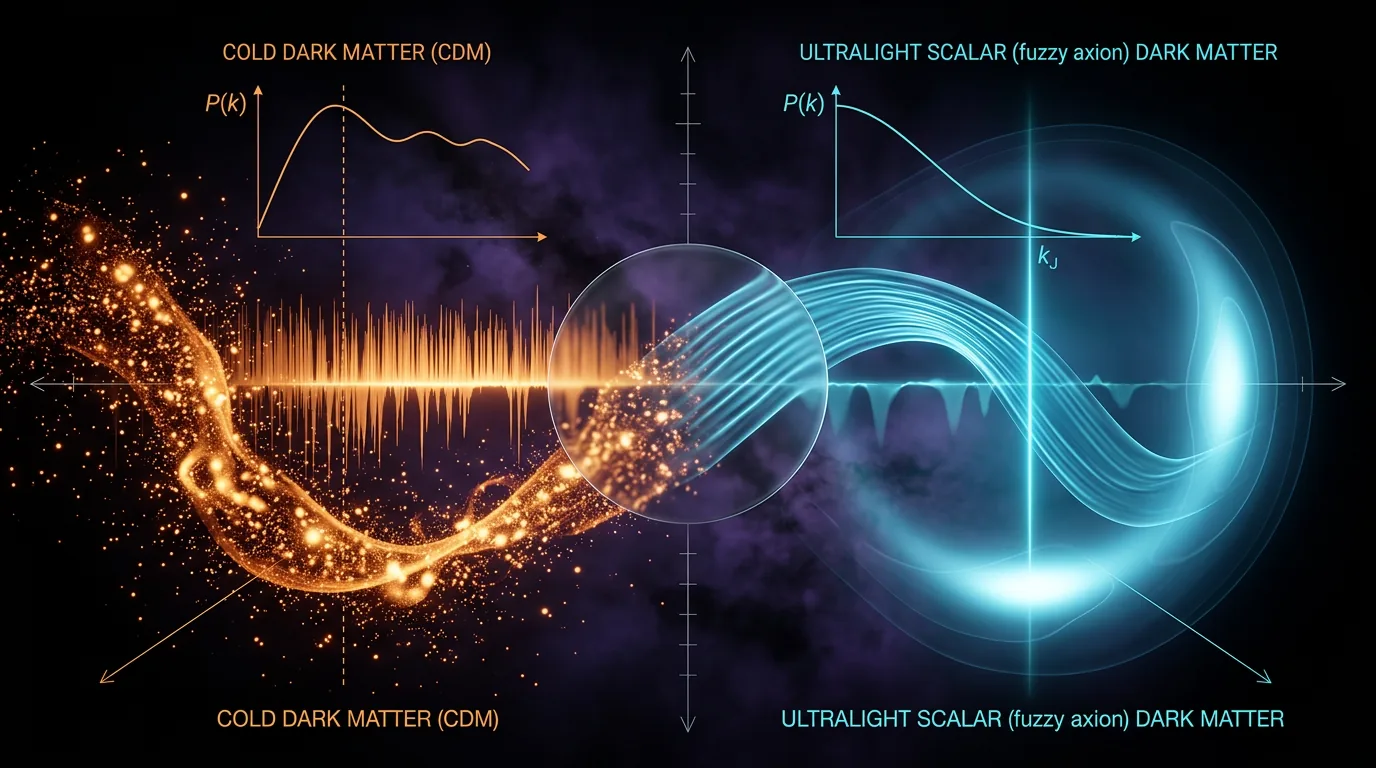 COLD DARK MATTER (CDM)
P(k)
ULTRALIGHT SCALAR (fuzzy axion) DARK MATTER
P(k)
kJ
COLD DARK MATTER (CDM)
ULTRALIGHT SCALAR (fuzzy axion) DARK MATTER